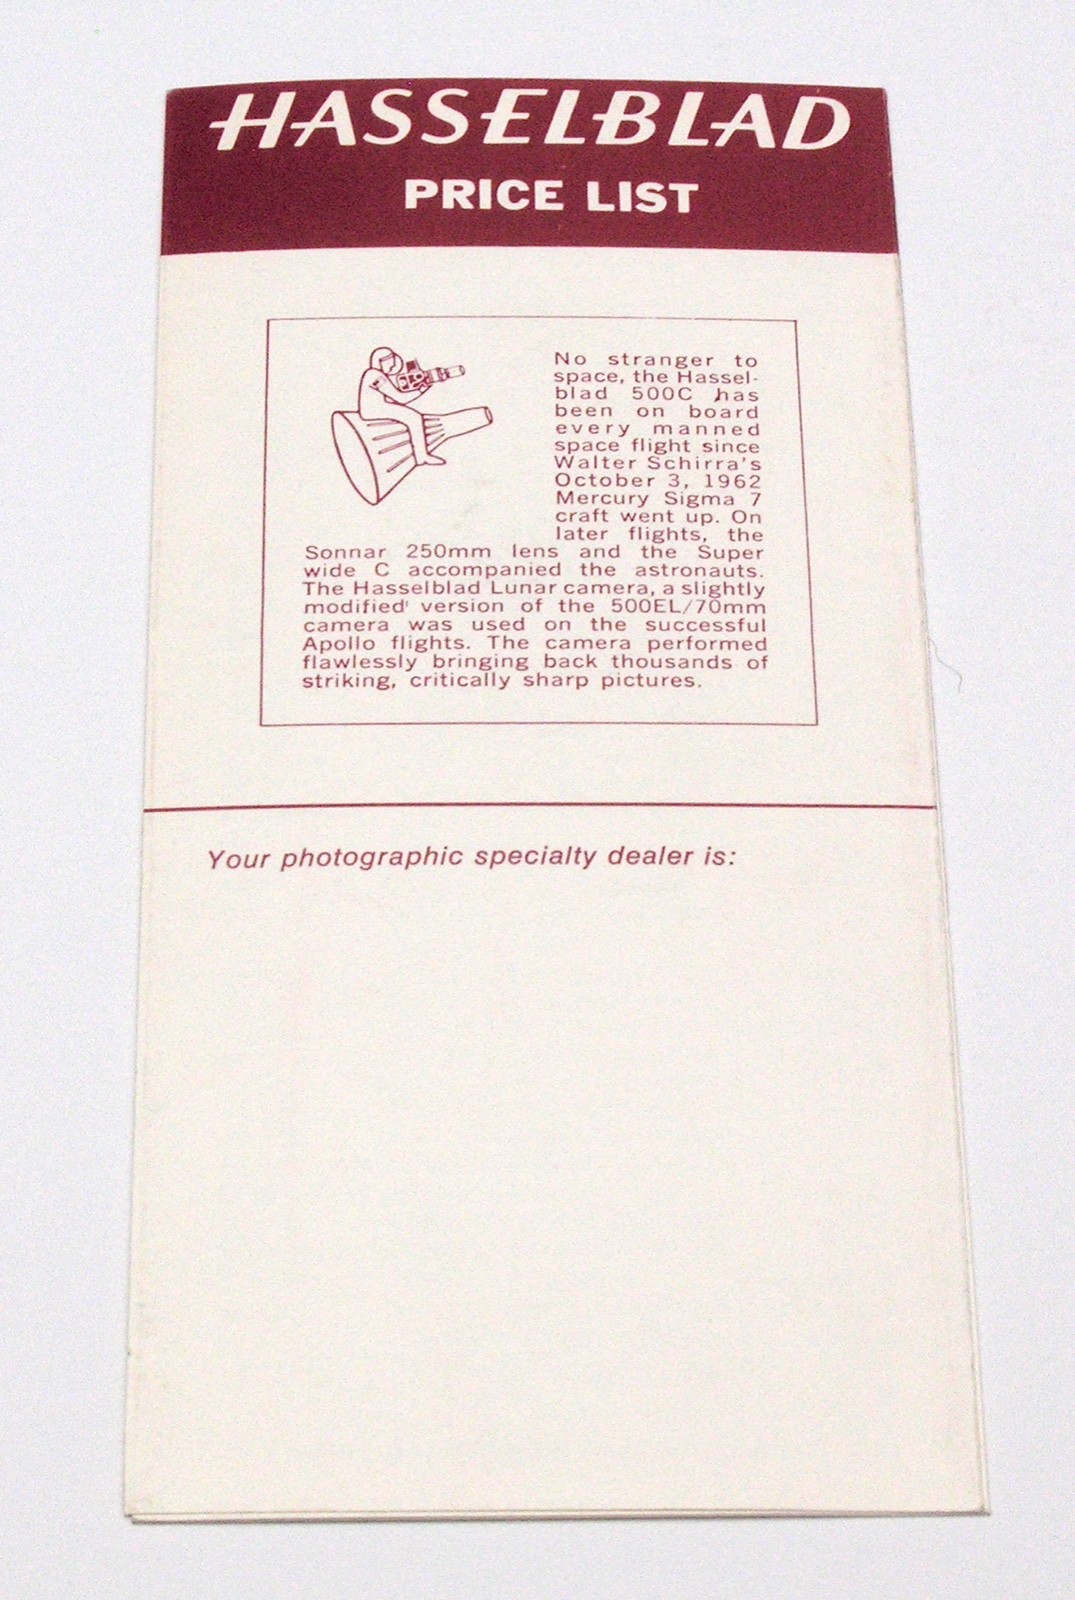 HASSELBLAD
PRICE LIST
No stranger to
space, the Hassel-
blad 500C has
been on board
every manned
space flight since
Walter Schirra's
October 3, 1962
Mercury Sigma 7
craft went up. On
later flights, the
Sonnar 250mm lens and the Super
wide C accompanied the astronauts.
The Hasselblad Lunar camera, a slightly
modified version of the 500EL/70mm
camera was used on the successful
Apollo flights. The camera performed
flawlessly bringing back thousands of
striking, critically sharp pictures.
Your photographic specialty dealer is: